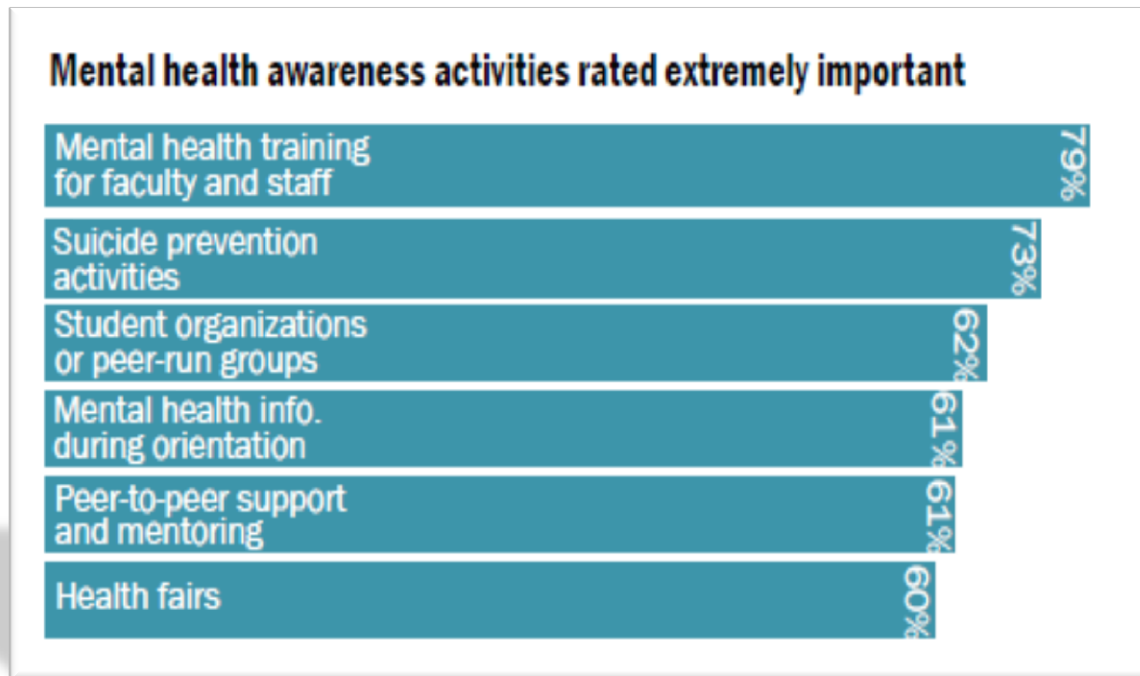 Mental health awareness activities rated extremely important
Mental health training
for faculty and staff
79%
Suicide prevention
activities
73%
Student organizations
or peer-run groups
62%
Mental health info.
during orientation
61%
Peer-to-peer support
and mentoring
61%
Health fairs
60%